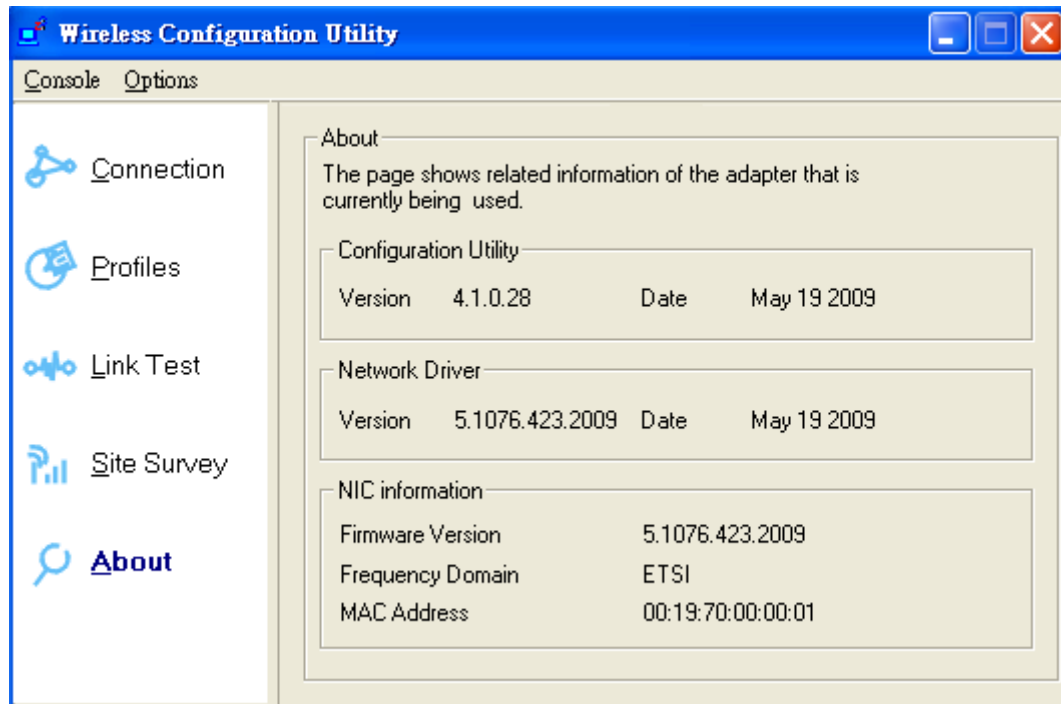 Wireless Configuration Utility
Console Options
Connection
Profiles
Link Test
Site Survey
About
About
The page shows related information of the adapter that is
currently being used.
Configuration Utility
Version 4.1.0.28 Date May 19 2009
Network Driver
Version 5.1076.423.2009 Date May 19 2009
NIC information
Firmware Version 5.1076.423.2009
Frequency Domain ETSI
MAC Address 00:19:70:00:00:01